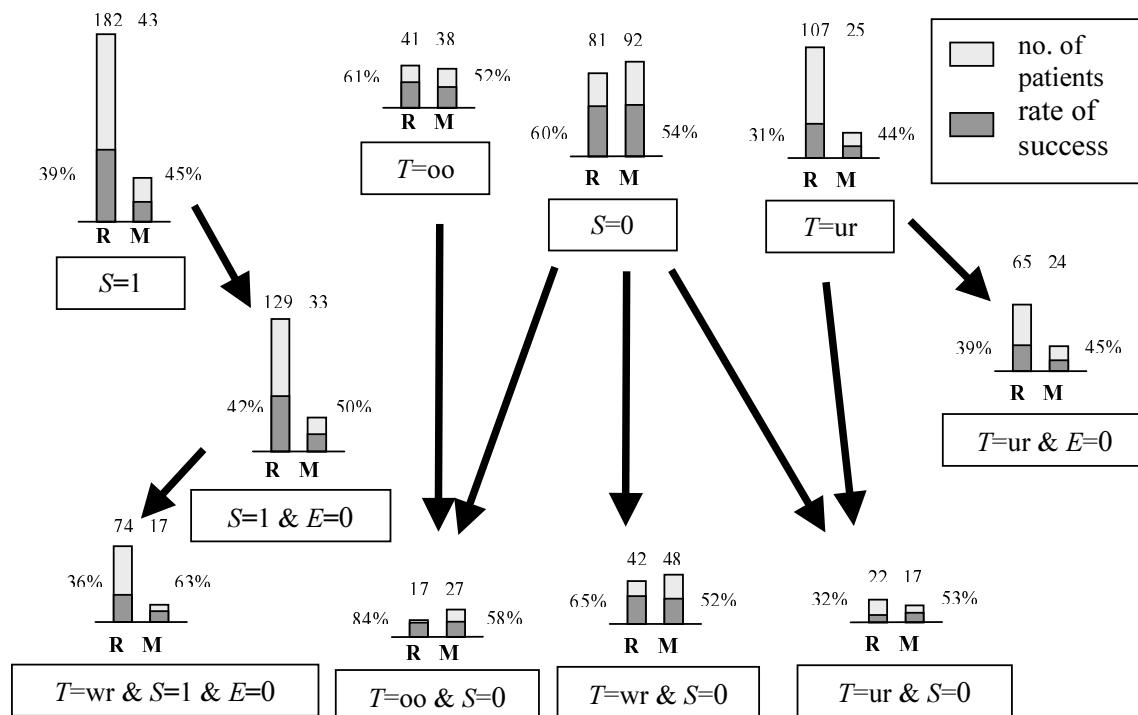 182 43
39% 45%
R M
S=1
41 38
61% 52%
R M
T=oo
81 92
60% 54%
R M
S=0
107 25
31% 44%
R M
T=ur
no. of
patients
rate of
success
129 33
42% 50%
R M
S=1 & E=0
65 24
39% 45%
R M
T=ur & E=0
74 17
36% 63%
R M
T=wr & S=1 & E=0
17 27
84% 58%
R M
T=oo & S=0
42 48
65% 52%
R M
T=wr & S=0
22 17
32% 53%
R M
T=ur & S=0